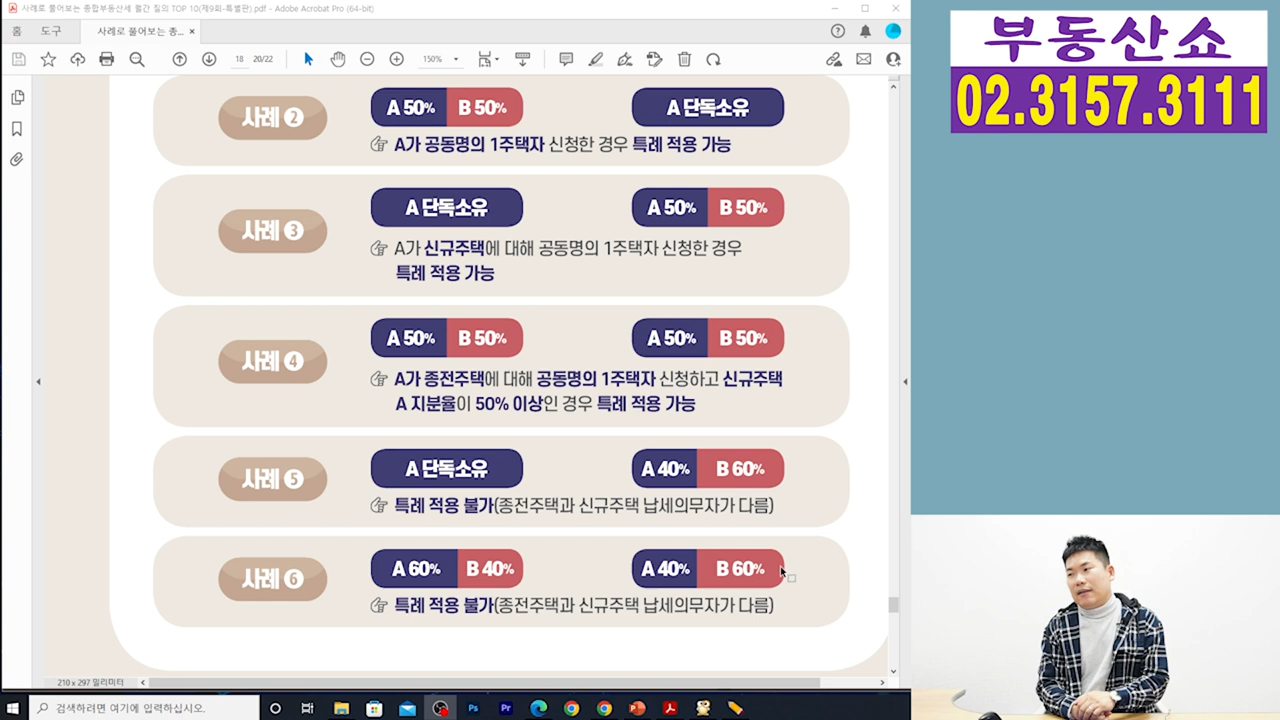 사례로 풀어보는 종합부동산세 월간 질의 TOP 10(제9회-특별판).pdf - Adobe Acrobat Pro (64-bit)
홈 도구 사례로 풀어보는 종... ×
18 20/22 150%
부동산쇼
02.3157.3111
사례 2
A 50% B 50% A 단독소유
☞ A가 공동명의 1주택자 신청한 경우 특례 적용 가능
사례 3
A 단독소유 A 50% B 50%
☞ A가 신규주택에 대해 공동명의 1주택자 신청한 경우
특례 적용 가능
사례 4
A 50% B 50% A 50% B 50%
☞ A가 종전주택에 대해 공동명의 1주택자 신청하고 신규주택
A 지분율이 50% 이상인 경우 특례 적용 가능
사례 5
A 단독소유 A 40% B 60%
☞ 특례 적용 불가(종전주택과 신규주택 납세의무자가 다름)
사례 6
A 60% B 40% A 40% B 60%
☞ 특례 적용 불가(종전주택과 신규주택 납세의무자가 다름)
210 x 297 밀리미터
검색하려면 여기에 입력하십시오.
Ps Pr